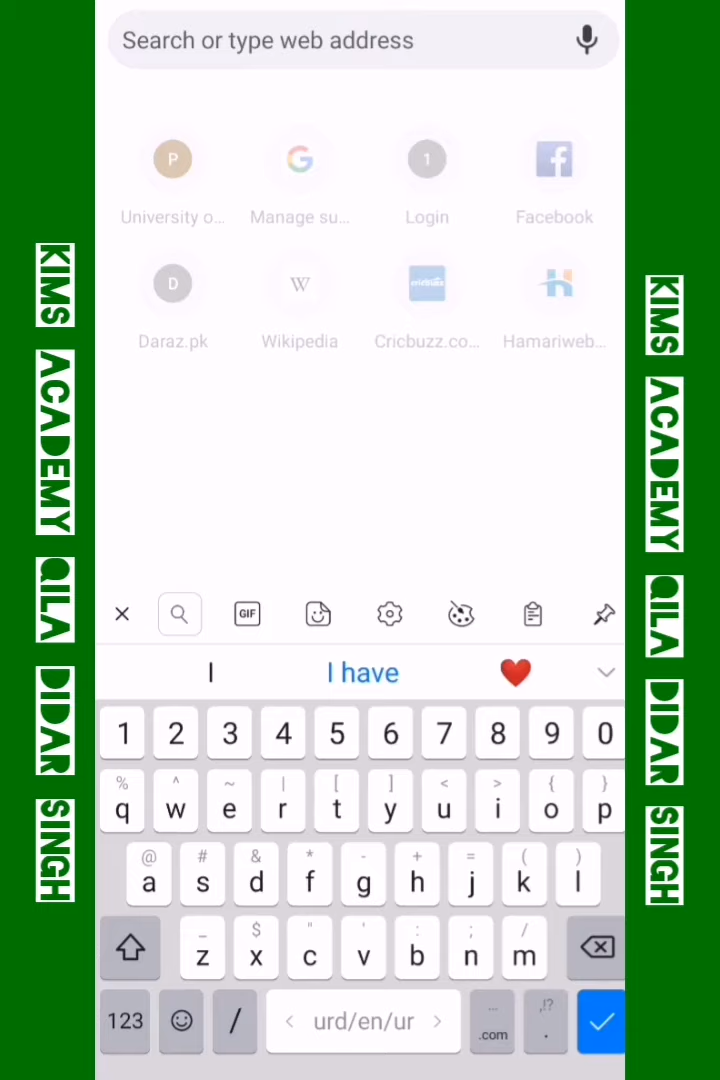 Search or type web address
P
G
1
f
University o...
Manage su...
Login
Facebook
D
W
cricbuzz
H
Daraz.pk
Wikipedia
Cricbuzz.co...
Hamariweb...
GIF
I
I have
❤️
1 2 3 4 5 6 7 8 9 0
% ^ ~ | [ ] < > { }
q w e r t y u i o p
@ # & * - + = ( )
a s d f g h j k l
_ $ " ' : ; /
z x c v b n m
123 / < urd/en/ur > ... .com ,!? .
KIMS ACADEMY QILA DIDAR SINGH
KIMS ACADEMY QILA DIDAR SINGH